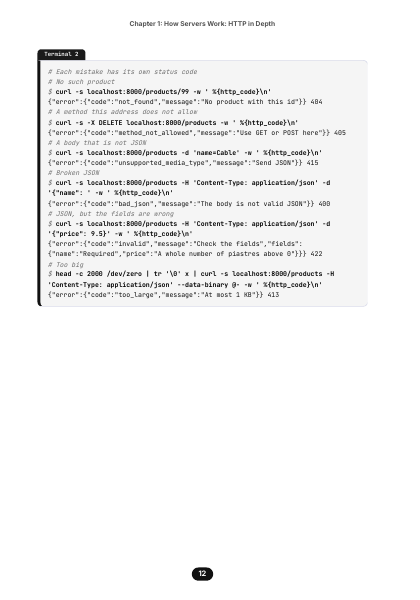 Chapter 1: How Servers Work: HTTP in Depth
Terminal 2
# Each mistake has its own status code
# No such product
$ curl -s localhost:8000/products/99 -w ' %{http_code}\n'
{"error":{"code":"not_found","message":"No product with this id"}} 404
# A method this address does not allow
$ curl -s -X DELETE localhost:8000/products -w ' %{http_code}\n'
{"error":{"code":"method_not_allowed","message":"Use GET or POST here"}} 405
# A body that is not JSON
$ curl -s localhost:8000/products -d 'name=Cable' -w ' %{http_code}\n'
{"error":{"code":"unsupported_media_type","message":"Send JSON"}} 415
# Broken JSON
$ curl -s localhost:8000/products -H 'Content-Type: application/json' -d
'{"name": ' -w ' %{http_code}\n'
{"error":{"code":"bad_json","message":"The body is not valid JSON"}} 400
# JSON, but the fields are wrong
$ curl -s localhost:8000/products -H 'Content-Type: application/json' -d
'{"price": 9.5}' -w ' %{http_code}\n'
{"error":{"code":"invalid","message":"Check the fields","fields":
{"name":"Required","price":"A whole number of piastres above 0"}}} 422
# Too big
$ head -c 2000 /dev/zero | tr '\0' x | curl -s localhost:8000/products -H
'Content-Type: application/json' --data-binary @- -w ' %{http_code}\n'
{"error":{"code":"too_large","message":"At most 1 KB"}} 413
12